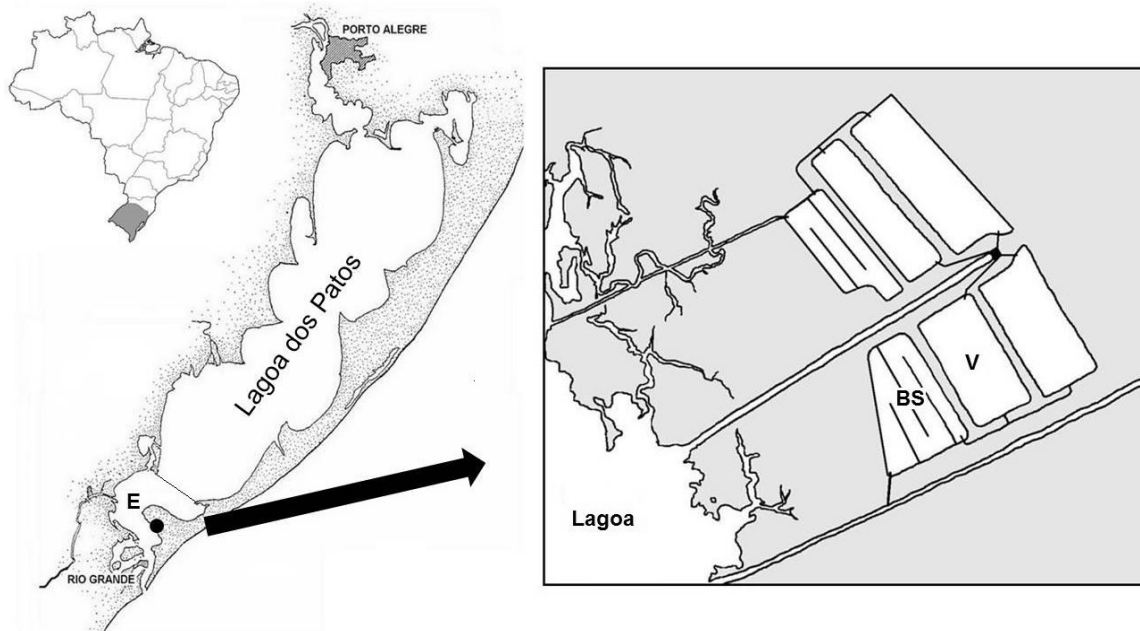 PORTO ALEGRE
Lagoa dos Patos
E
RIO GRANDE
V
BS
Lagoa